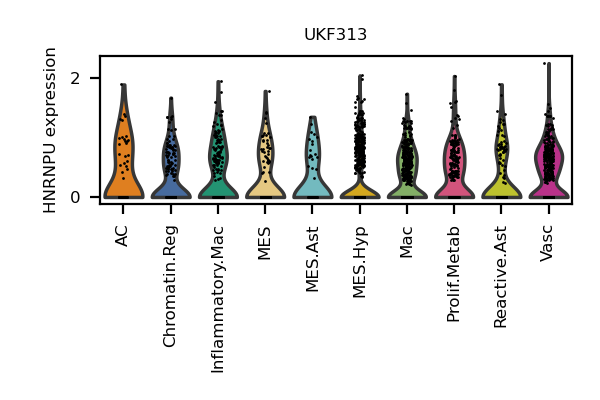 UKF313
HNRNPU expression
2
0
AC
Chromatin.Reg
Inflammatory.Mac
MES
MES.Ast
MES.Hyp
Mac
Prolif.Metab
Reactive.Ast
Vasc